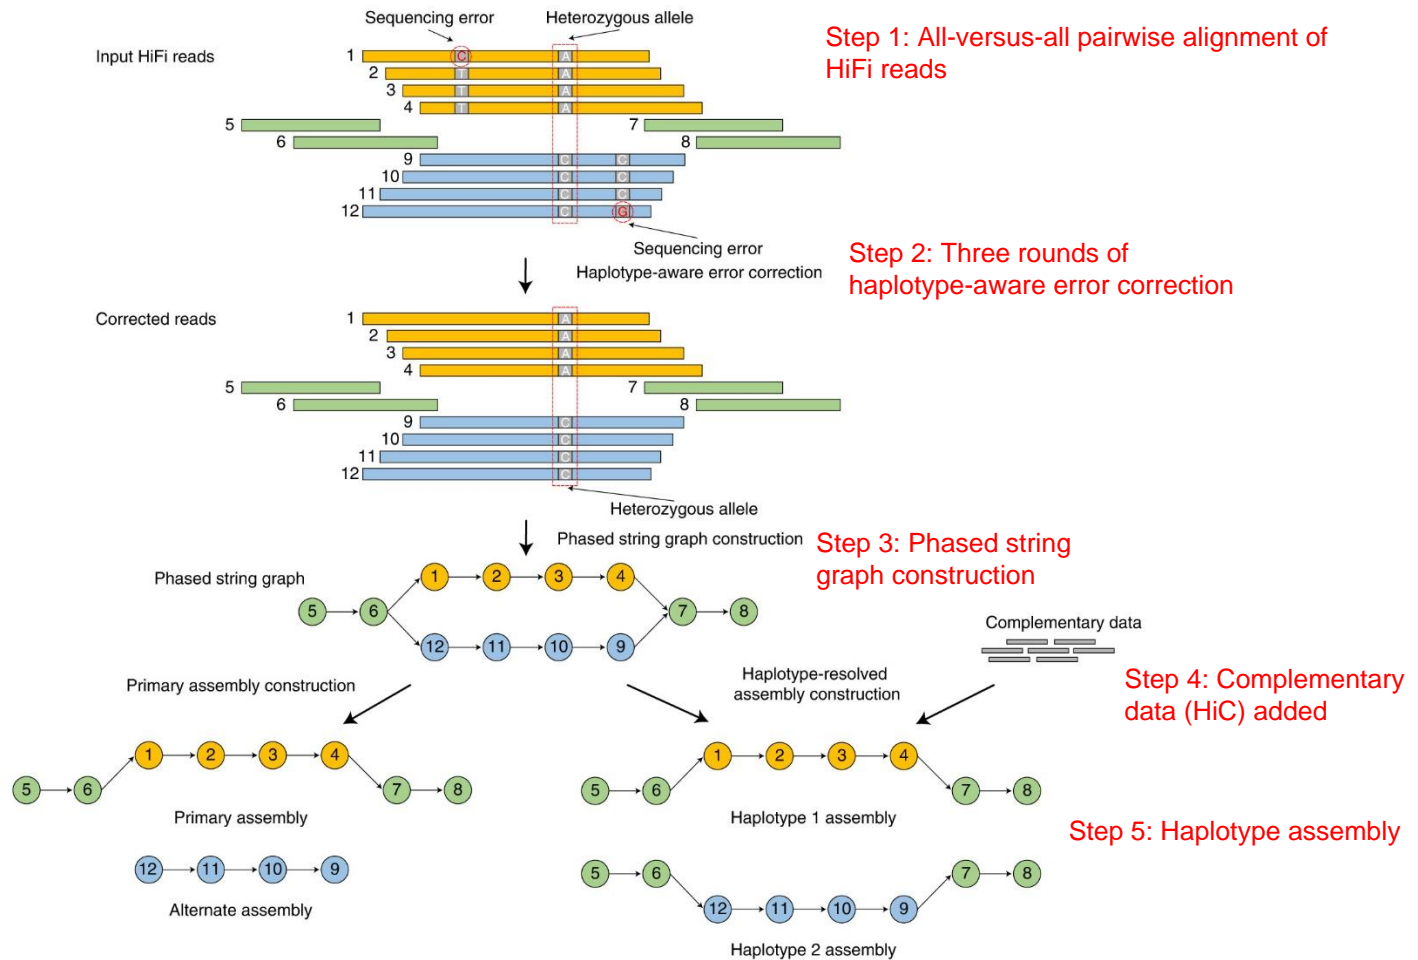 Sequencing error
Heterozygous allele
Step 1: All-versus-all pairwise alignment of
HiFi reads
Input HiFi reads
1 C A
2 T A
3 T A
4 T A
5 7
6 8
9 C C
10 C C
11 C C
12 C G
Sequencing error
Haplotype-aware error correction
Step 2: Three rounds of
haplotype-aware error correction
Corrected reads
1 A
2 A
3 A
4 A
5 7
6 8
9 C
10 C
11 C
12 C
Heterozygous allele
Phased string graph construction
Step 3: Phased string
graph construction
Phased string graph
1 2 3 4
5 6 7 8
12 11 10 9
Complementary data
Primary assembly construction
Haplotype-resolved
assembly construction
Step 4: Complementary
data (HiC) added
1 2 3 4
5 6 7 8
Primary assembly
12 11 10 9
Alternate assembly
1 2 3 4
5 6 7 8
Haplotype 1 assembly
Step 5: Haplotype assembly
5 6 7 8
12 11 10 9
Haplotype 2 assembly